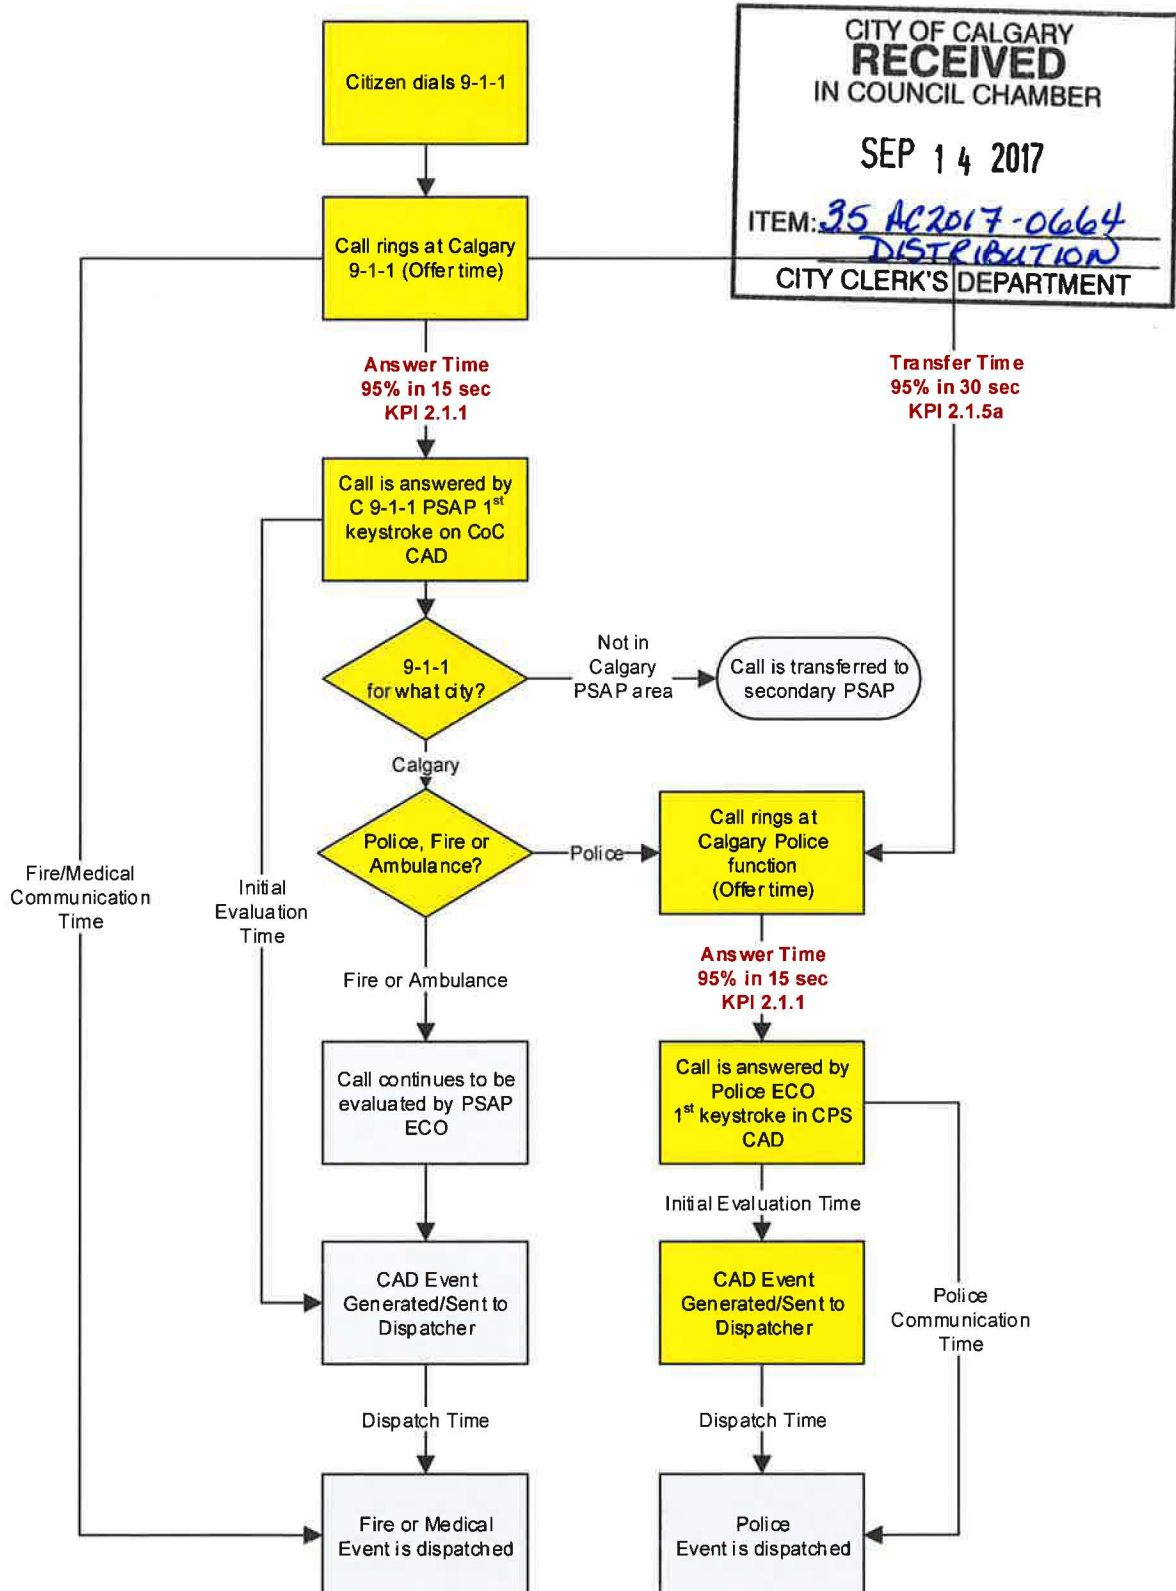 CITY OF CALGARY
RECEIVED
IN COUNCIL CHAMBER
SEP 14 2017
ITEM: 35 AC2017-0664
DISTRIBUTION
CITY CLERK'S DEPARTMENT
Citizen dials 9-1-1
Call rings at Calgary
9-1-1 (Offer time)
Answer Time
95% in 15 sec
KPI 2.1.1
Transfer Time
95% in 30 sec
KPI 2.1.5a
Call is answered by
C 9-1-1 PSAP 1st
keystroke on CoC
CAD
9-1-1
for what city?
Not in
Calgary
PSAP area
Call is transferred to
secondary PSAP
Calgary
Police, Fire or
Ambulance?
Police
Call rings at
Calgary Police
function
(Offer time)
Fire/Medical
Communication
Time
Initial
Evaluation
Time
Fire or Ambulance
Answer Time
95% in 15 sec
KPI 2.1.1
Call continues to be
evaluated by PSAP
ECO
Call is answered by
Police ECO
1st keystroke in CPS
CAD
Initial Evaluation Time
CAD Event
Generated/Sent to
Dispatcher
CAD Event
Generated/Sent to
Dispatcher
Police
Communication
Time
Dispatch Time
Dispatch Time
Fire or Medical
Event is dispatched
Police
Event is dispatched